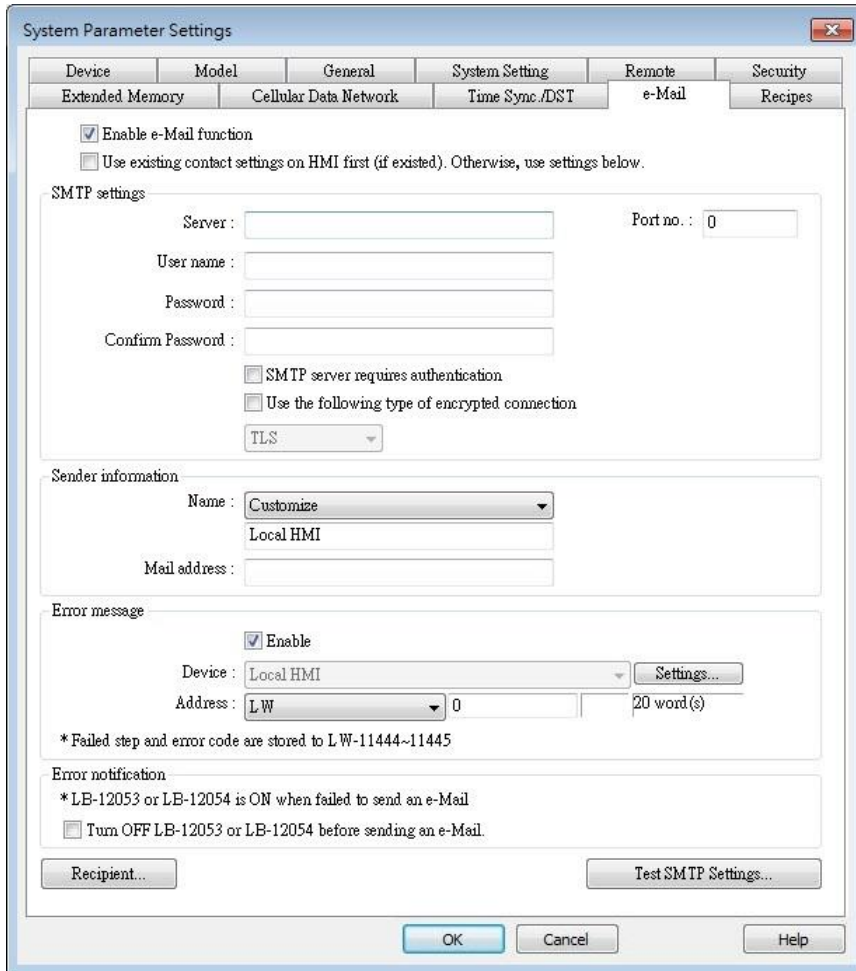 System Parameter Settings
Device Model General System Setting Remote Security
Extended Memory Cellular Data Network Time Sync./DST e-Mail Recipes
Enable e-Mail function
Use existing contact settings on HMI first (if existed). Otherwise, use settings below.
SMTP settings
Server : Port no. : 0
User name :
Password :
Confirm Password :
SMTP server requires authentication
Use the following type of encrypted connection
TLS
Sender information
Name : Customize
Local HMI
Mail address :
Error message
Enable
Device : Local HMI Settings...
Address : LW 0 20 word(s)
* Failed step and error code are stored to LW-11444~11445
Error notification
* LB-12053 or LB-12054 is ON when failed to send an e-Mail
Turn OFF LB-12053 or LB-12054 before sending an e-Mail.
Recipient... Test SMTP Settings...
OK Cancel Help